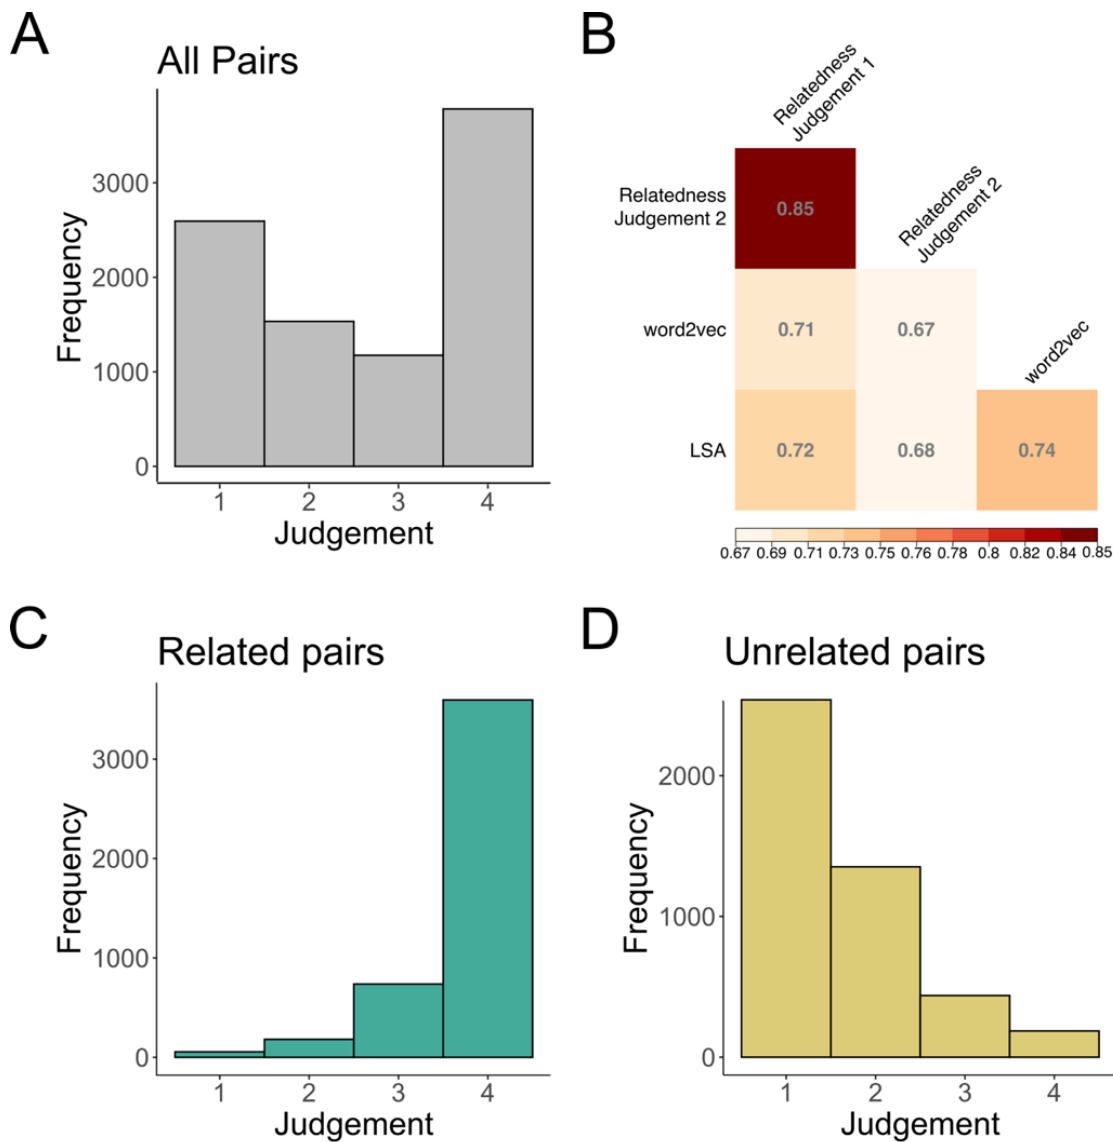 A
All Pairs
Frequency
3000
2000
1000
0
1 2 3 4
Judgement
B
Relatedness
Judgement 1
Relatedness
Judgement 2
word2vec
Relatedness
Judgement 2
word2vec
LSA
0.85
0.71 0.67
0.72 0.68 0.74
0.67 0.69 0.71 0.73 0.75 0.76 0.78 0.8 0.82 0.84 0.85
C
Related pairs
Frequency
3000
2000
1000
0
1 2 3 4
Judgement
D
Unrelated pairs
Frequency
2000
1000
0
1 2 3 4
Judgement